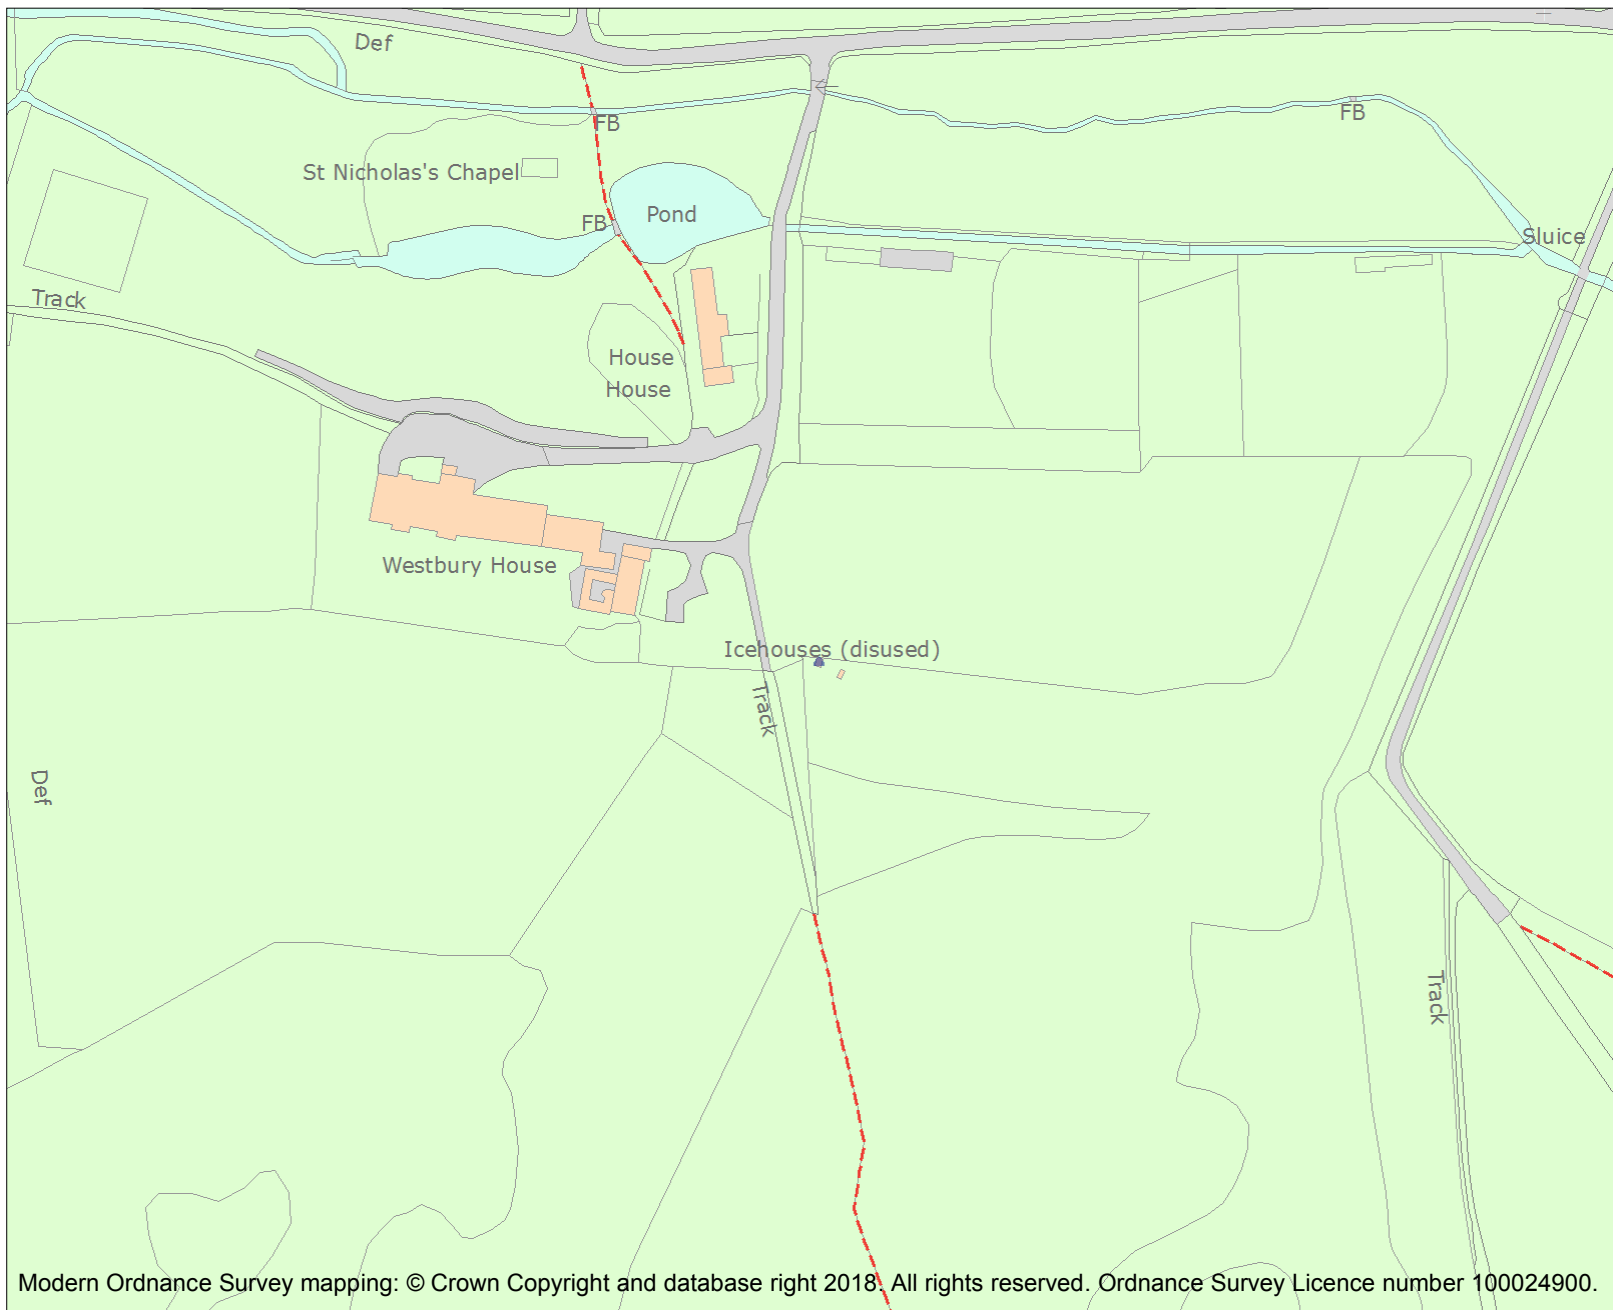 Def
FB
FB
St Nicholas's Chapel
Pond
FB
Sluice
Track
House
House
Westbury House
Icehouses (disused)
Track
Def
Track
Modern Ordnance Survey mapping: © Crown Copyright and database right 2018. All rights reserved. Ordnance Survey Licence number 100024900.